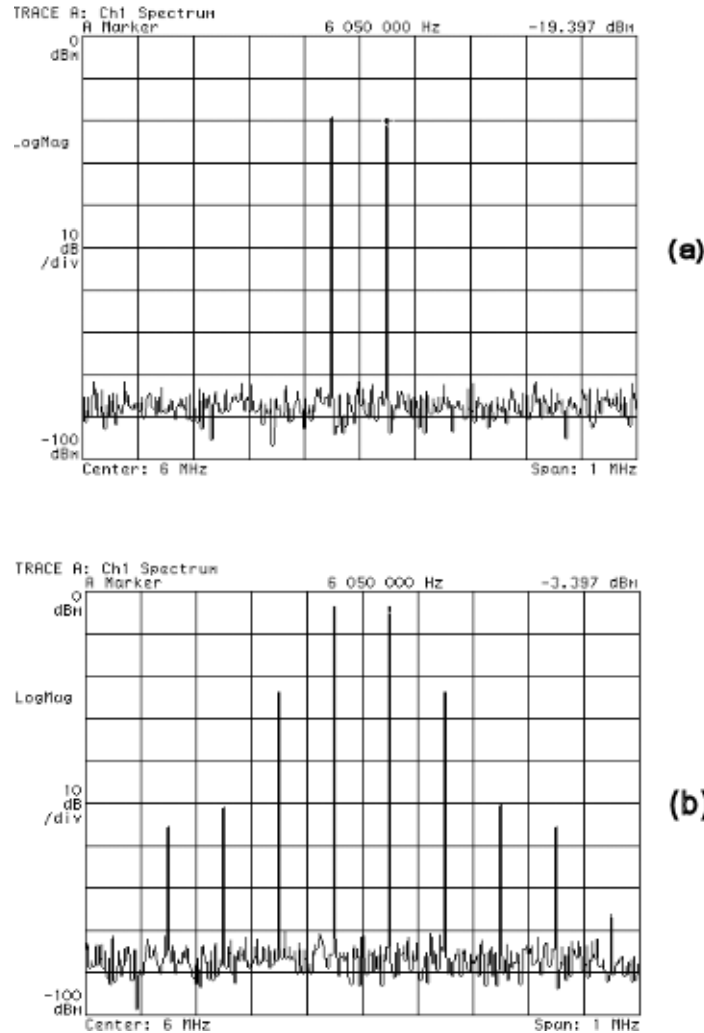 TRACE A: Ch1 Spectrum
A Marker 6 050 000 Hz -19.397 dBm
0
dBm
LogMag
10
dB
/div
-100
dBm
Center: 6 MHz Span: 1 MHz
(a)
TRACE A: Ch1 Spectrum
A Marker 6 050 000 Hz -3.397 dBm
0
dBm
LogMag
10
dB
/div
-100
dBm
Center: 6 MHz Span: 1 MHz
(b)